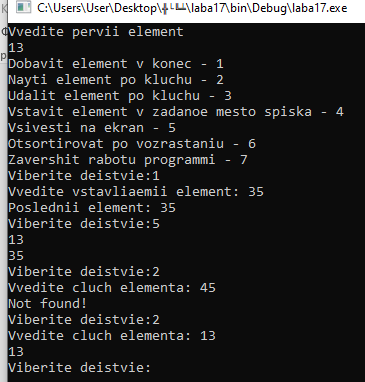 C:\Users\User\Desktop\╬└╚╧\laba17\bin\Debug\laba17.exe
Vvedite pervii element
13
Dobavit element v konec - 1
Nayti element po kluchu - 2
Udalit element po kluchu - 3
Vstavit element v zadanoe mesto spiska - 4
Vsivesti na ekran - 5
Otsortirovat po vozrastaniu - 6
Zavershit rabotu programmi - 7
Viberite deistvie:1
Vvedite vstavliaemii element: 35
Poslednii element: 35
Viberite deistvie:5
13
35
Viberite deistvie:2
Vvedite cluch elementa: 45
Not found!
Viberite deistvie:2
Vvedite cluch elementa: 13
13
Viberite deistvie: